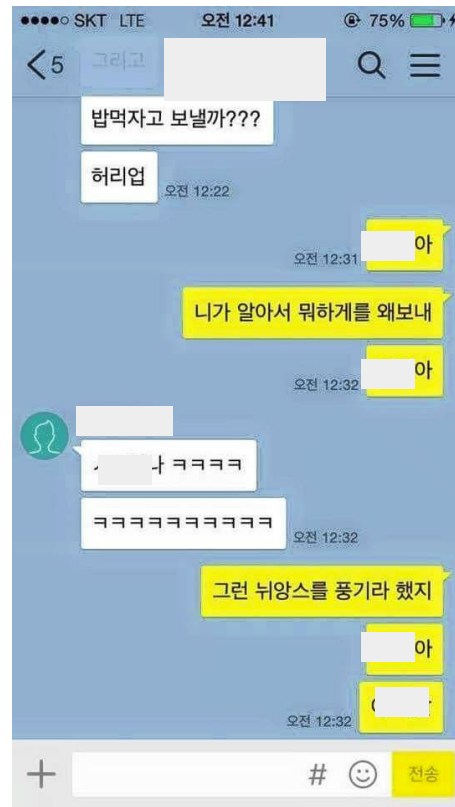 SKT LTE 오전 12:41 75%
5 그리고
밥먹자고 보낼까???
허리업
오전 12:22
아
오전 12:31
니가 알아서 뭐하게를 왜보내
아
오전 12:32
나 ㅋㅋㅋㅋ
ㅋㅋㅋㅋㅋㅋㅋㅋㅋㅋ
오전 12:32
그런 뉘앙스를 풍기라 했지
아
오전 12:32
# 전송